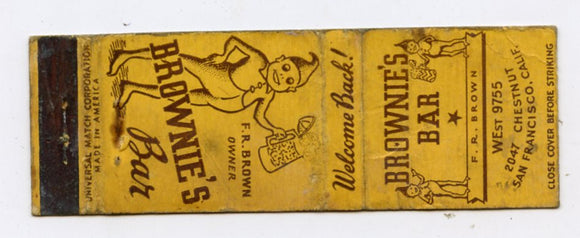 UNIVERSAL MATCH CORPORATION
MADE IN AMERICA
BROWNIE'S
Bar
F.R. BROWN
OWNER
Welcome Back!
BROWNIE'S
BAR
F. R. BROWN
WEst 9755
2047 CHESTNUT
SAN FRANCISCO, CALIF.
CLOSE COVER BEFORE STRIKING